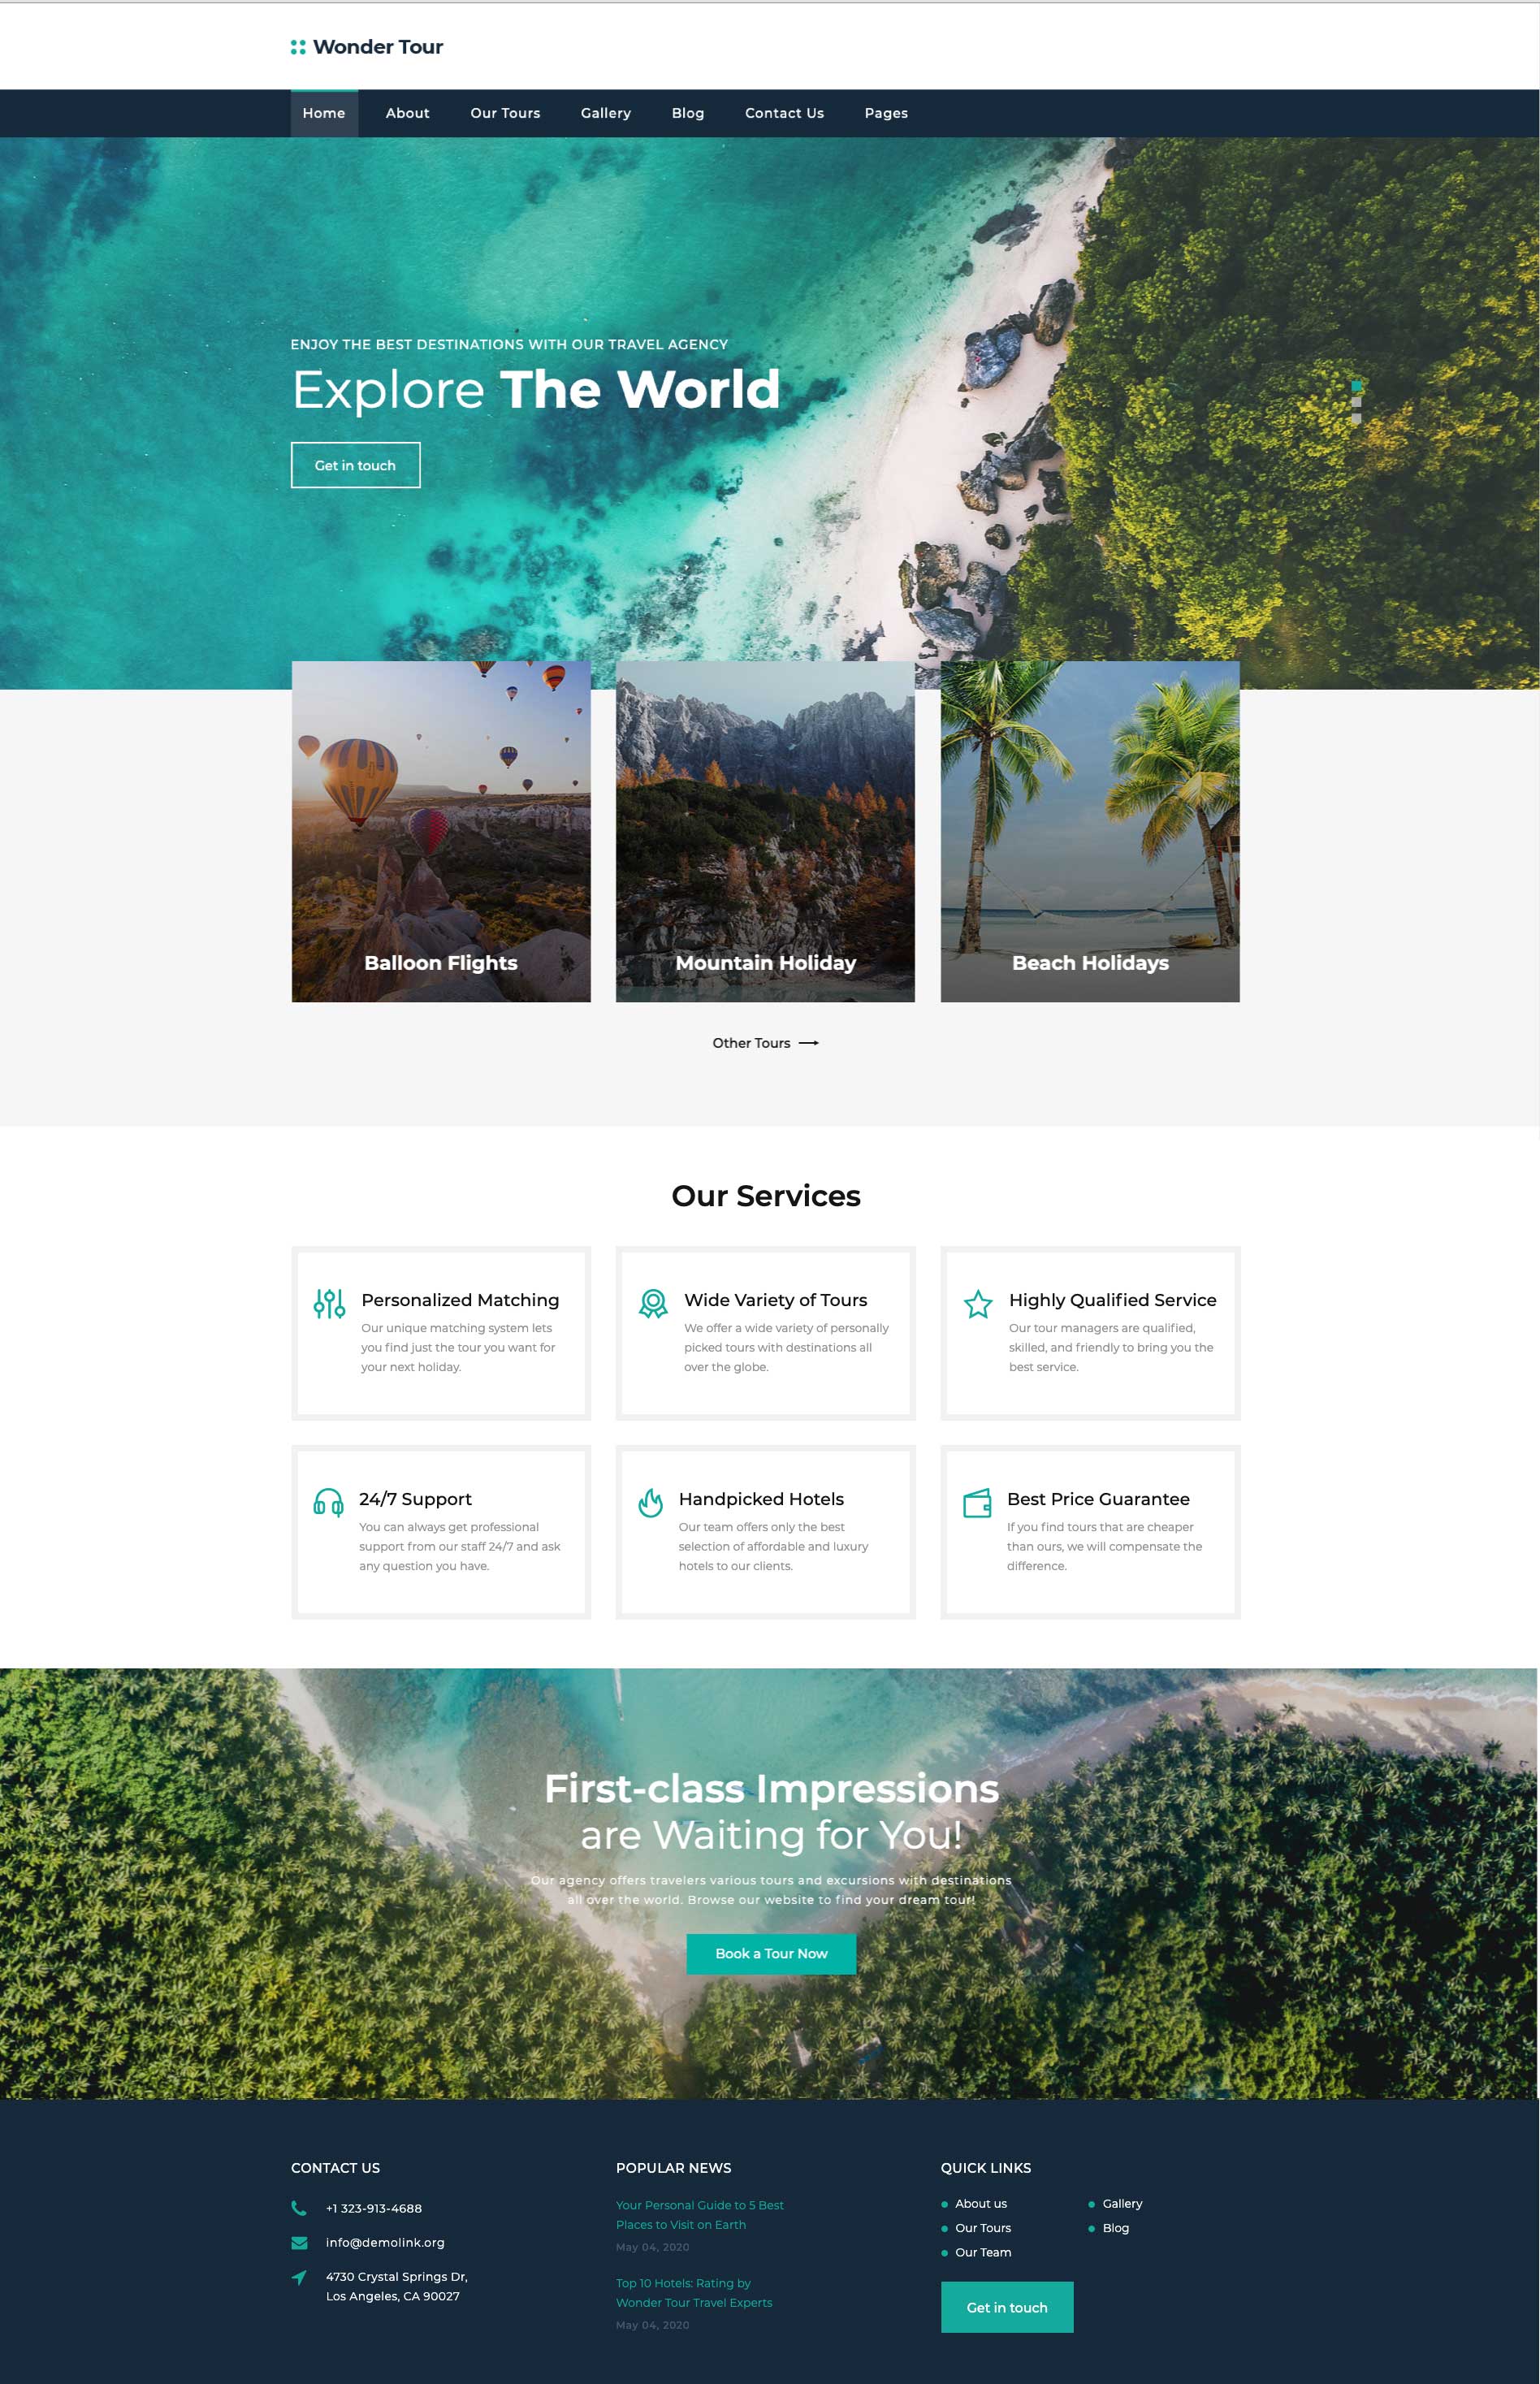 Wonder Tour
Home About Our Tours Gallery Blog Contact Us Pages
ENJOY THE BEST DESTINATIONS WITH OUR TRAVEL AGENCY
Explore The World
Get in touch
Balloon Flights
Mountain Holiday
Beach Holidays
Other Tours
Our Services
Personalized Matching
Our unique matching system lets
you find just the tour you want for
your next holiday.
Wide Variety of Tours
We offer a wide variety of personally
picked tours with destinations all
over the globe.
Highly Qualified Service
Our tour managers are qualified,
skilled, and friendly to bring you the
best service.
24/7 Support
You can always get professional
support from our staff 24/7 and ask
any question you have.
Handpicked Hotels
Our team offers only the best
selection of affordable and luxury
hotels to our clients.
Best Price Guarantee
If you find tours that are cheaper
than ours, we will compensate the
difference.
First-class Impressions
are Waiting for You!
Our agency offers travelers various tours and excursions with destinations
all over the world. Browse our website to find your dream tour!
Book a Tour Now
CONTACT US
+1 323-913-4688
info@demolink.org
4730 Crystal Springs Dr,
Los Angeles, CA 90027
POPULAR NEWS
Your Personal Guide to 5 Best
Places to Visit on Earth
May 04, 2020
Top 10 Hotels: Rating by
Wonder Tour Travel Experts
May 04, 2020
QUICK LINKS
About us
Our Tours
Our Team
Gallery
Blog
Get in touch